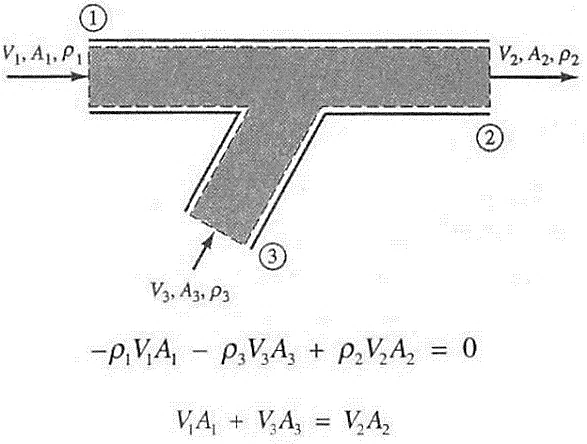 ①
V₁, A₁, ρ₁
V₂, A₂, ρ₂
②
③
V₃, A₃, ρ₃
−ρ₁V₁A₁ − ρ₃V₃A₃ + ρ₂V₂A₂ = 0
V₁A₁ + V₃A₃ = V₂A₂